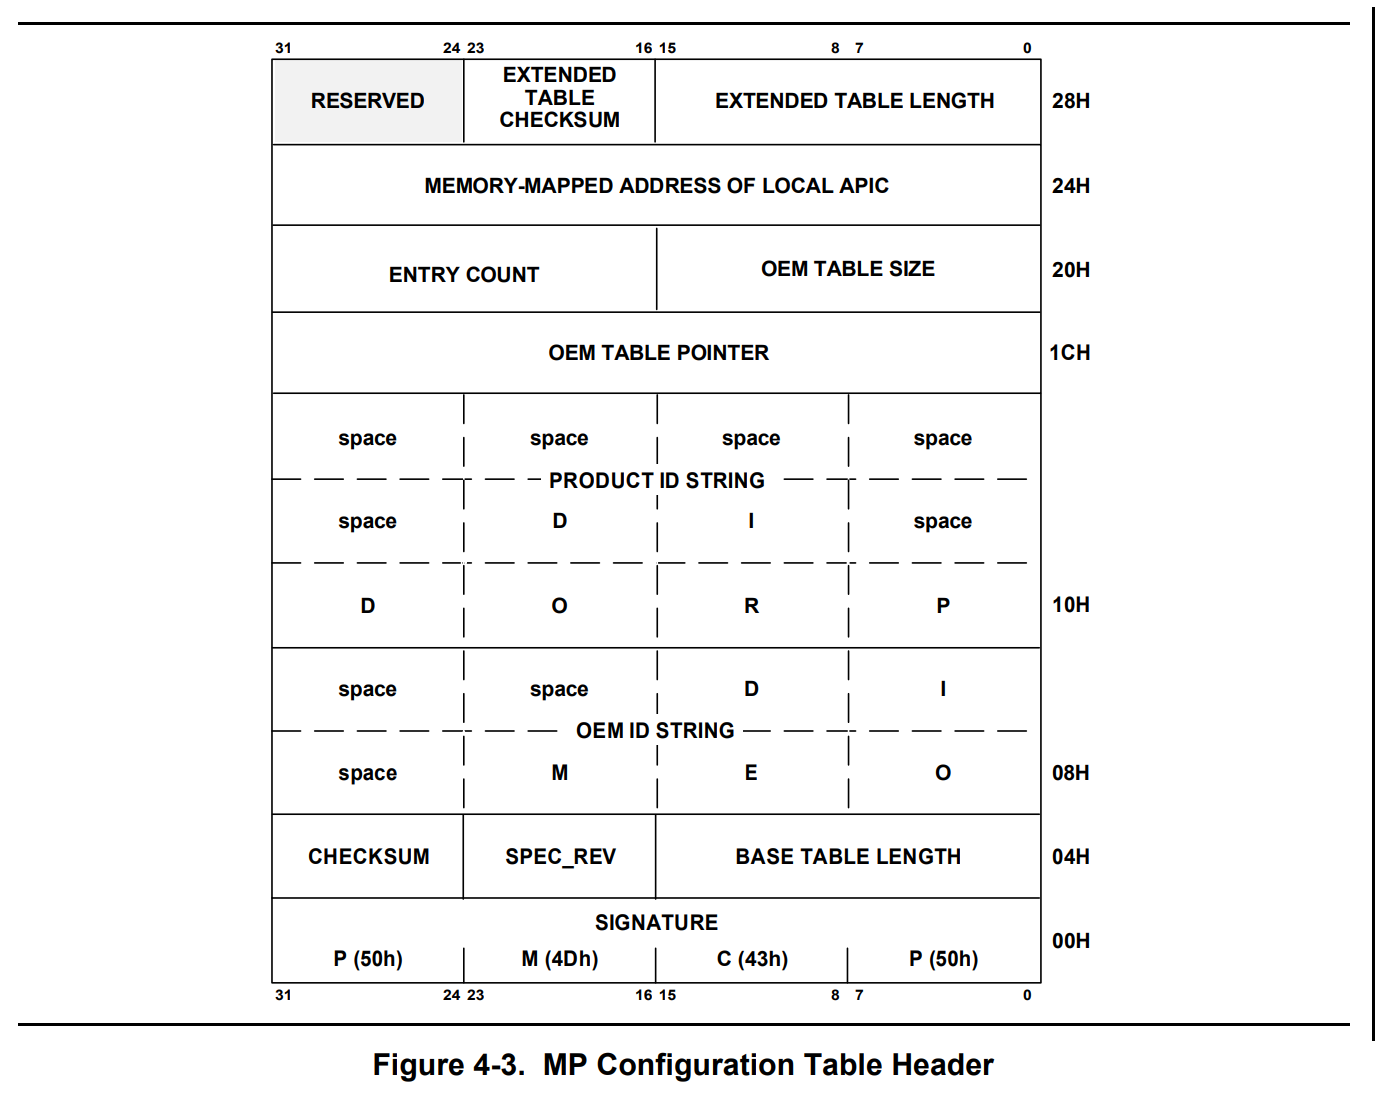 31 24 23 16 15 8 7 0
RESERVED
EXTENDED
TABLE
CHECKSUM
EXTENDED TABLE LENGTH
28H
MEMORY-MAPPED ADDRESS OF LOCAL APIC
24H
ENTRY COUNT
OEM TABLE SIZE
20H
OEM TABLE POINTER
1CH
space space space space
PRODUCT ID STRING
space D I space
D O R P
10H
space space D I
OEM ID STRING
space M E O
08H
CHECKSUM
SPEC_REV
BASE TABLE LENGTH
04H
SIGNATURE
00H
P (50h) M (4Dh) C (43h) P (50h)
31 24 23 16 15 8 7 0
Figure 4-3. MP Configuration Table Header